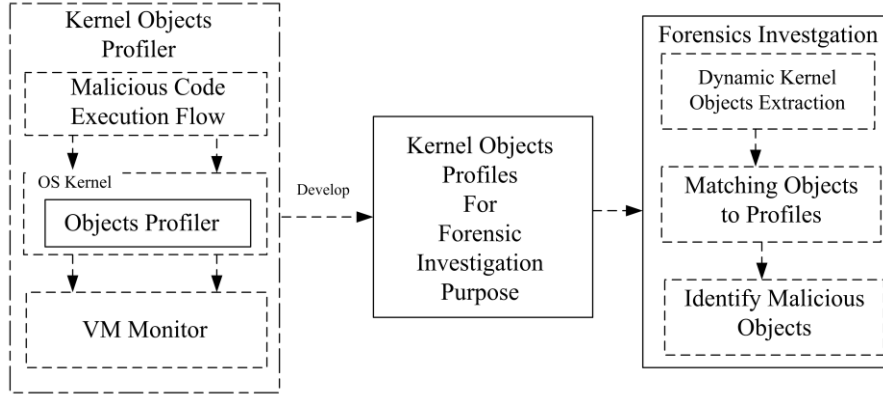 Kernel Objects
Profiler
Malicious Code
Execution Flow
OS Kernel
Objects Profiler
VM Monitor
Develop
Kernel Objects
Profiles
For
Forensic
Investigation
Purpose
Forensics Investgation
Dynamic Kernel
Objects Extraction
Matching Objects
to Profiles
Identify Malicious
Objects